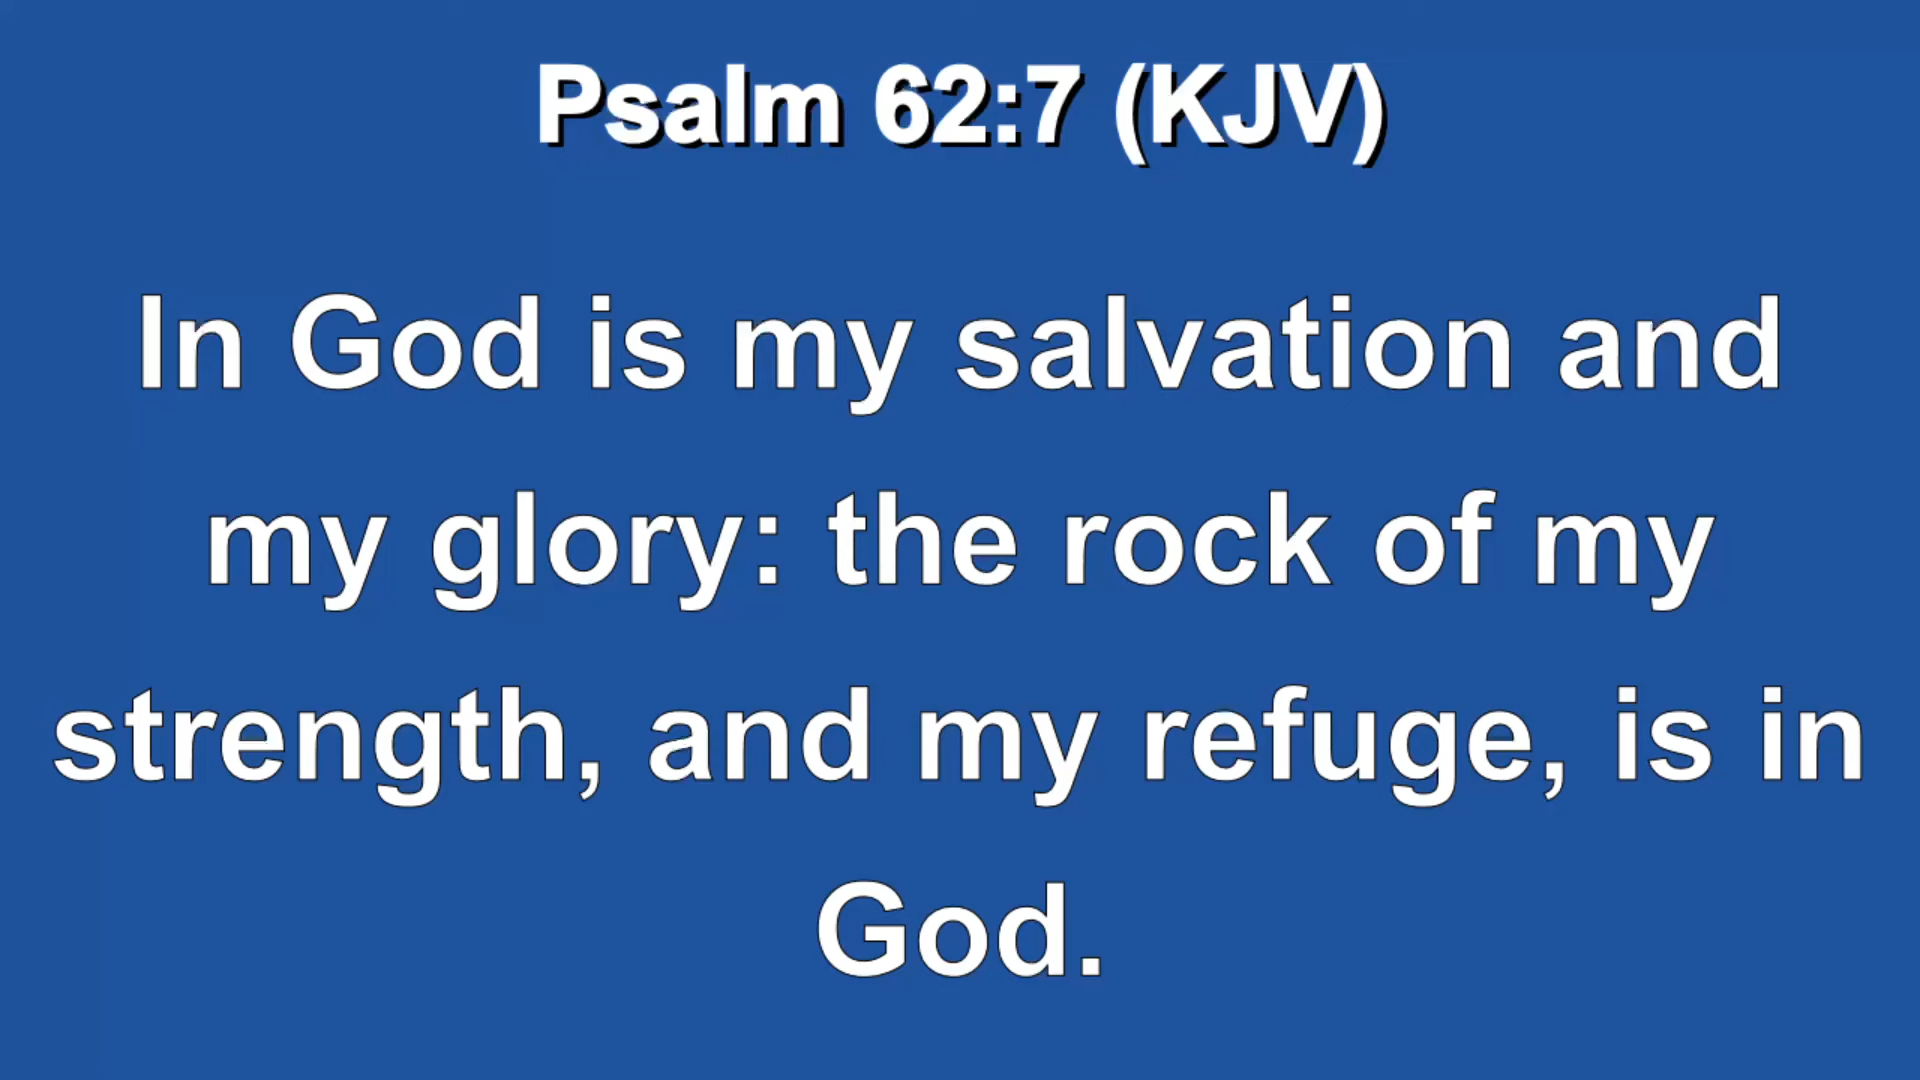 Psalm 62:7 (KJV)
In God is my salvation and
my glory: the rock of my
strength, and my refuge, is in
God.